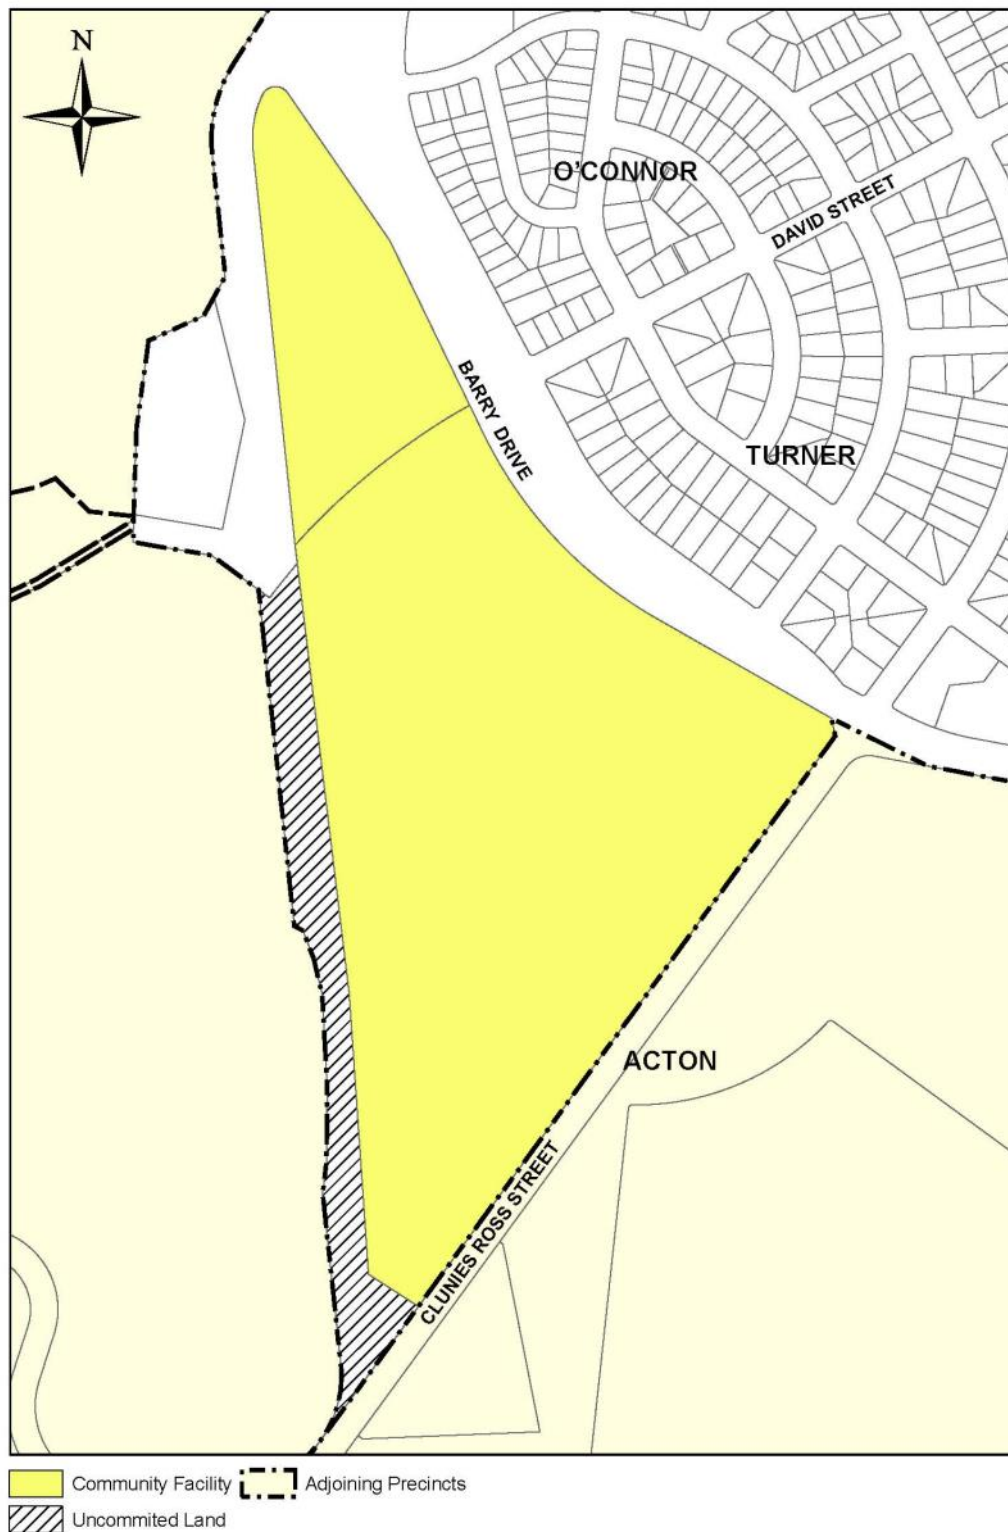 N
O'CONNOR
DAVID STREET
BARRY DRIVE
TURNER
ACTON
CLUNIES ROSS STREET
Community Facility
Adjoining Precincts
Uncommited Land